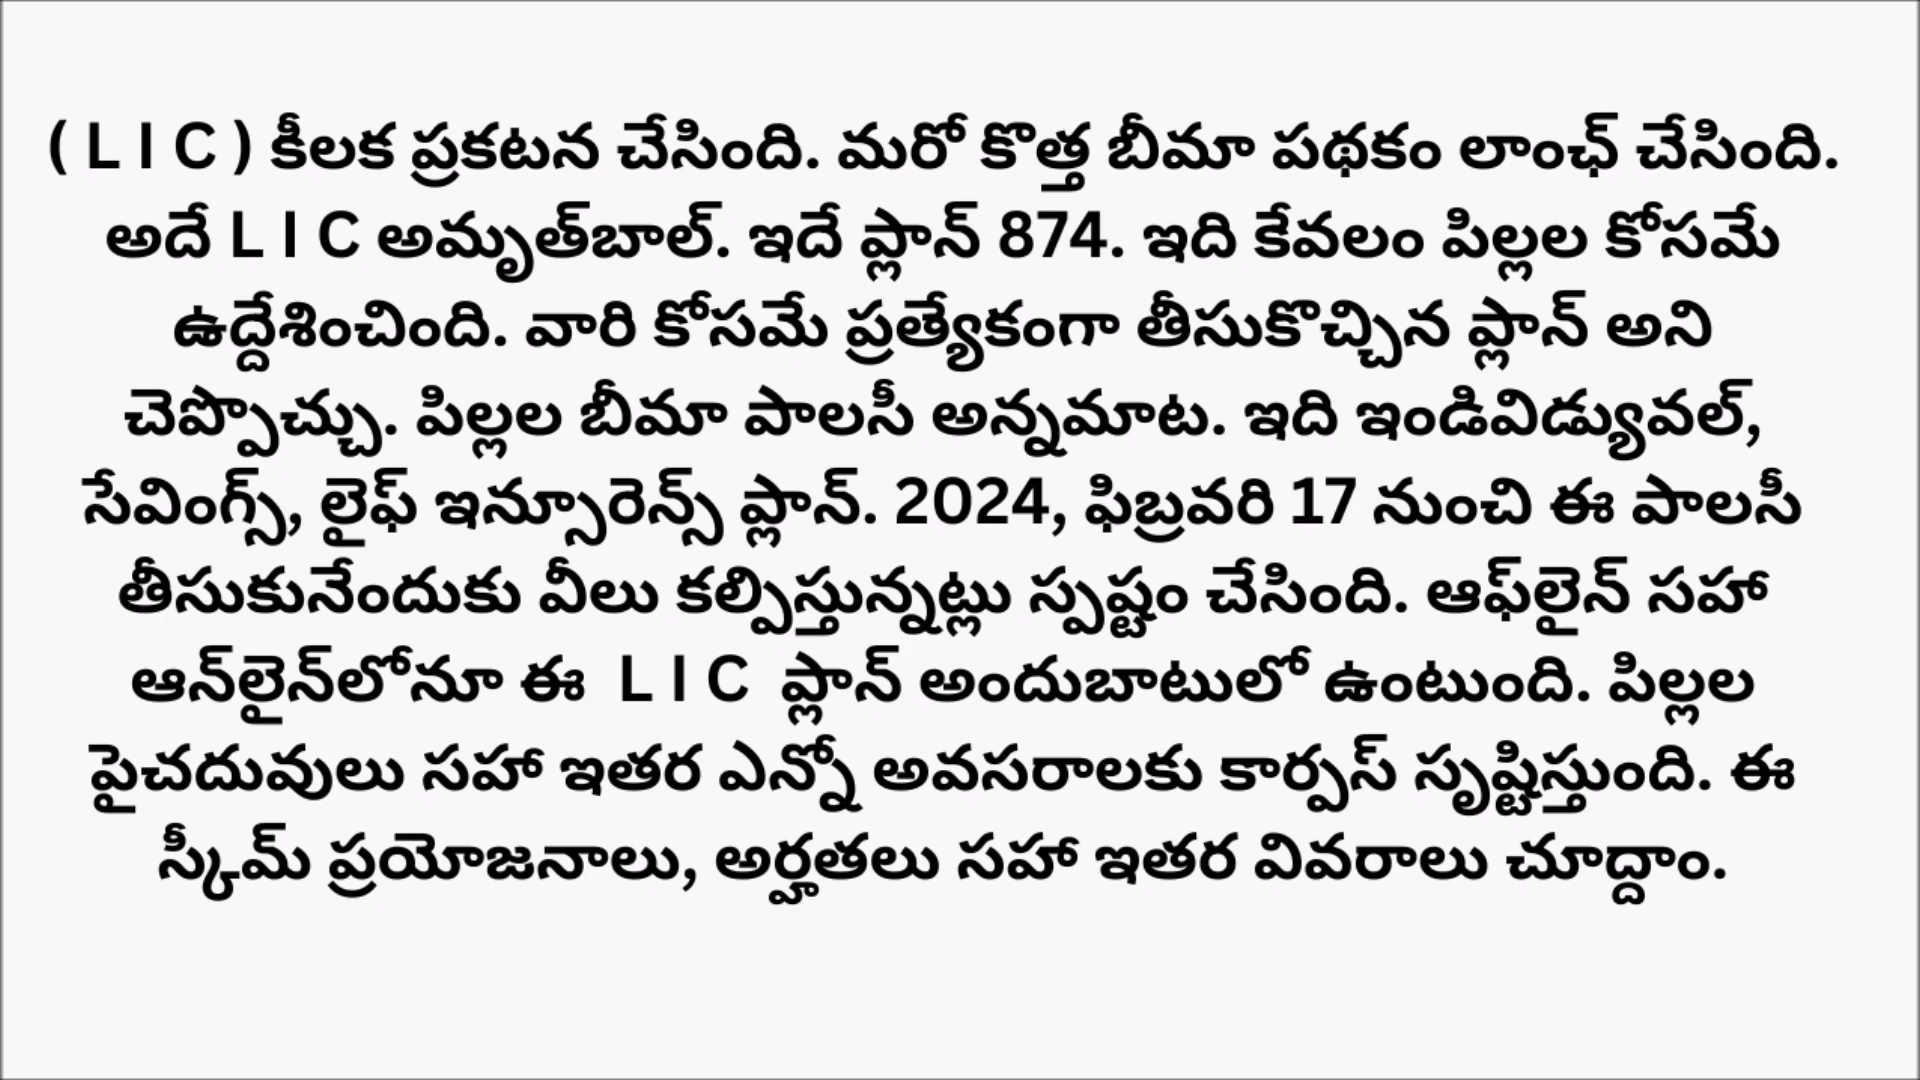 ( L I C ) కీలక ప్రకటన చేసింది. మరో కొత్త బీమా పథకం లాంఛ్ చేసింది.
అదే L I C అమృత్‌బాల్. ఇదే ప్లాన్ 874. ఇది కేవలం పిల్లల కోసమే
ఉద్దేశించింది. వారి కోసమే ప్రత్యేకంగా తీసుకొచ్చిన ప్లాన్ అని
చెప్పొచ్చు. పిల్లల బీమా పాలసీ అన్నమాట. ఇది ఇండివిడ్యువల్,
సేవింగ్స్, లైఫ్ ఇన్సూరెన్స్ ప్లాన్. 2024, ఫిబ్రవరి 17 నుంచి ఈ పాలసీ
తీసుకునేందుకు వీలు కల్పిస్తున్నట్లు స్పష్టం చేసింది. ఆఫ్‌లైన్ సహా
ఆన్‌లైన్‌లోనూ ఈ L I C ప్లాన్ అందుబాటులో ఉంటుంది. పిల్లల
పైచదువులు సహా ఇతర ఎన్నో అవసరాలకు కార్పస్ సృష్టిస్తుంది. ఈ
స్కీమ్ ప్రయోజనాలు, అర్హతలు సహా ఇతర వివరాలు చూద్దాం.